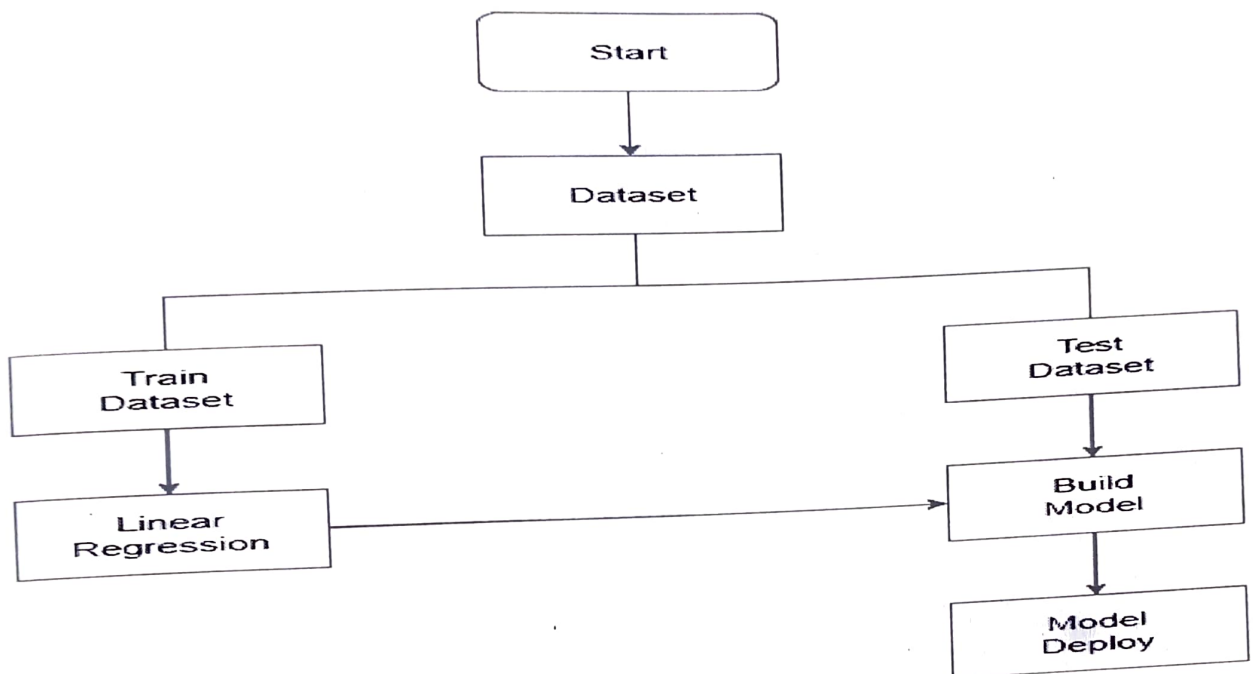 Start
Dataset
Train
Dataset
Test
Dataset
Linear
Regression
Build
Model
Model
Deploy